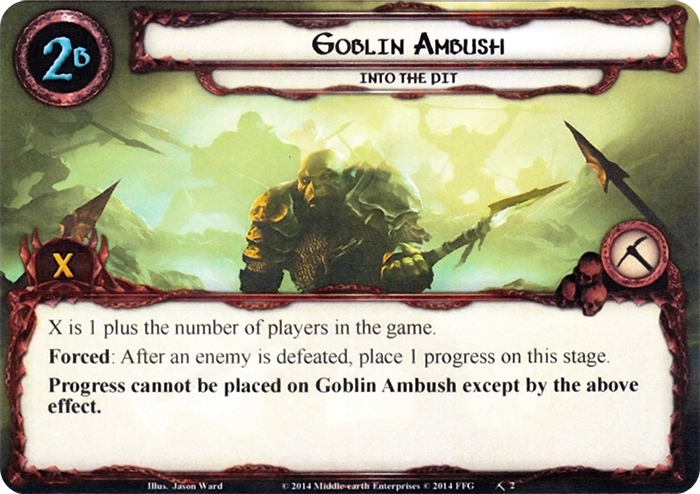 2B
Goblin Ambush
Into the Pit
X
X is 1 plus the number of players in the game.
Forced: After an enemy is defeated, place 1 progress on this stage.
Progress cannot be placed on Goblin Ambush except by the above
effect.
Illus. Jason Ward © 2014 Middle-earth Enterprises © 2014 FFG 2